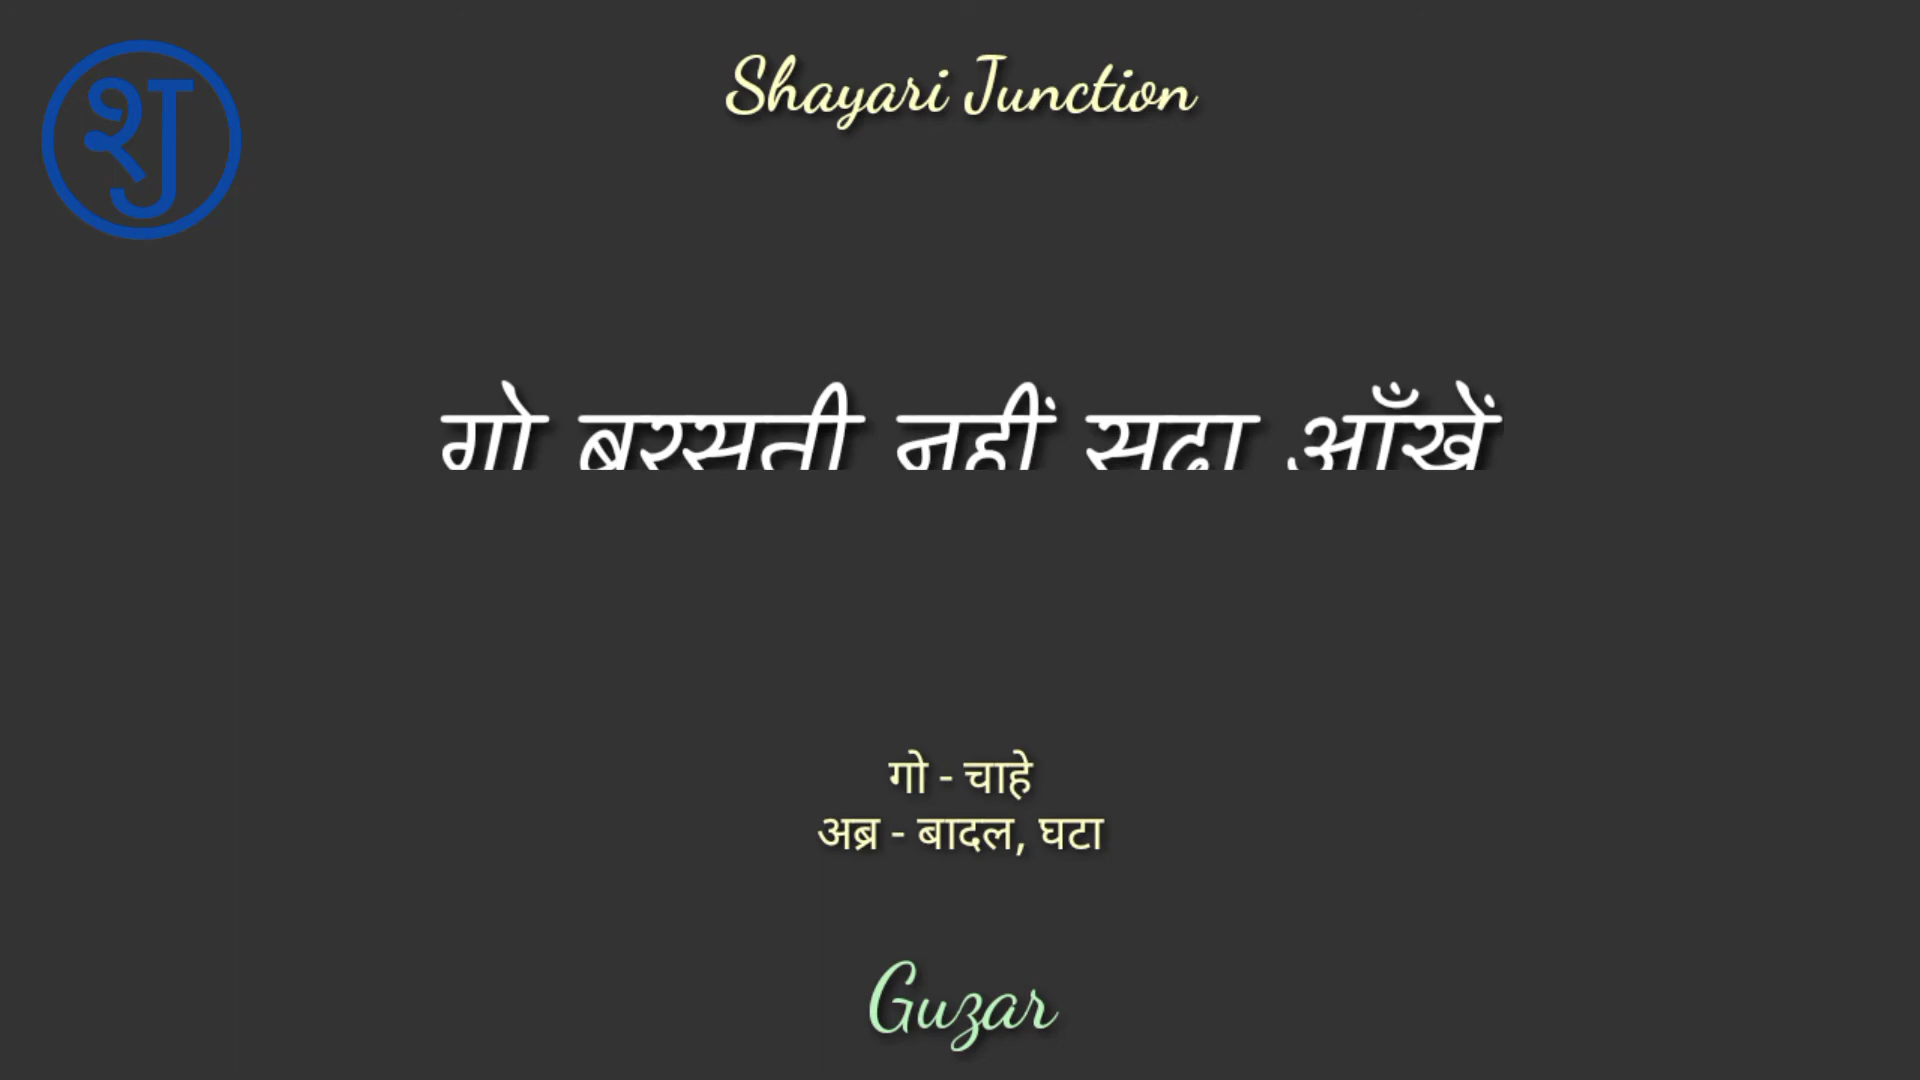 शJ
Shayari Junction
गो बरसती नहीं सदा आँखें
गो - चाहे
अब्र - बादल, घटा
Guzar